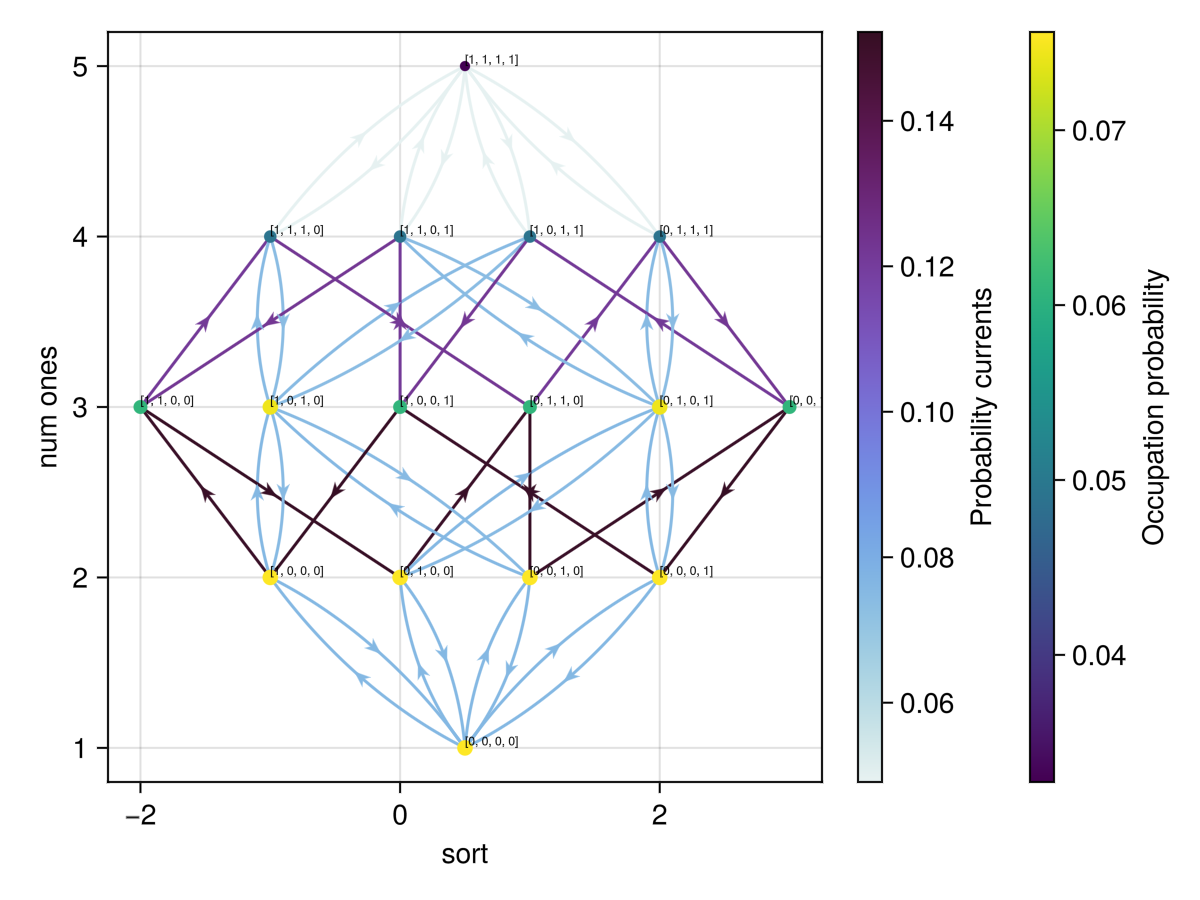 5
[1, 1, 1, 1]
4
[1, 1, 1, 0]
[1, 1, 0, 1]
[1, 0, 1, 1]
[0, 1, 1, 1]
3
[1, 1, 0, 0]
[1, 0, 1, 0]
[1, 0, 0, 1]
[0, 1, 1, 0]
[0, 1, 0, 1]
[0, 0,
2
[1, 0, 0, 0]
[0, 1, 0, 0]
[0, 0, 1, 0]
[0, 0, 0, 1]
1
[0, 0, 0, 0]
−2
0
2
sort
num ones
0.14
0.12
0.10
0.08
0.06
Probability currents
0.07
0.06
0.05
0.04
Occupation probability